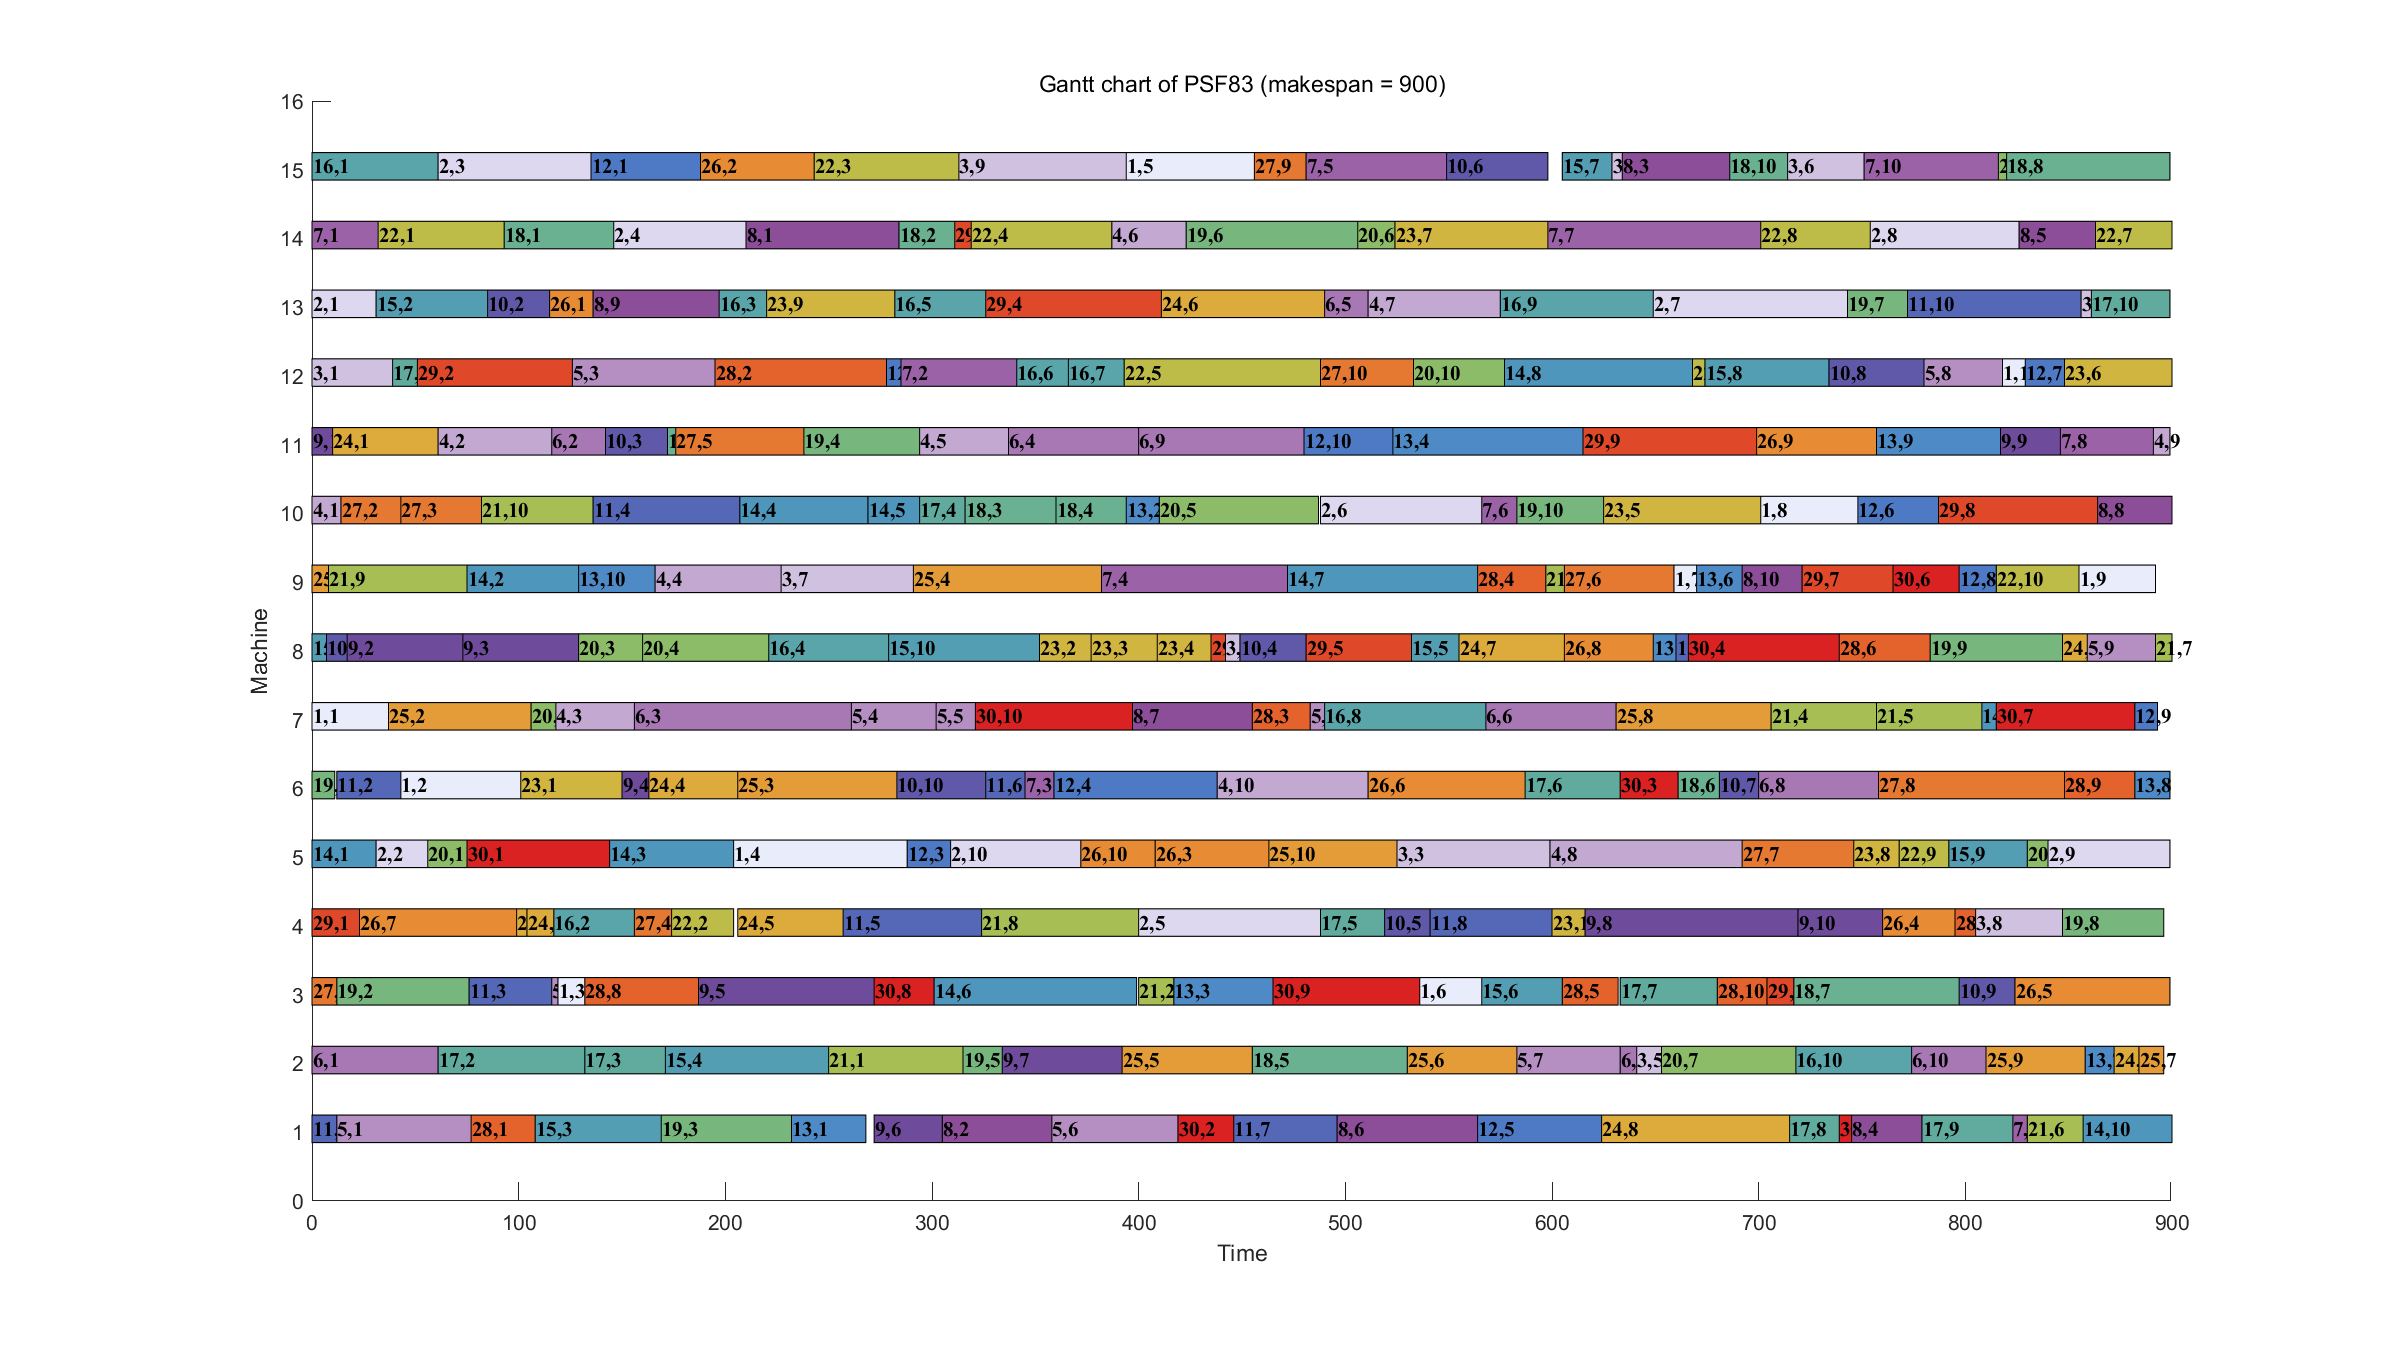 Gantt chart of PSF83 (makespan = 900)
16
15 16,1 2,3 12,1 26,2 22,3 3,9 1,5 27,9 7,5 10,6 15,7 8,3 18,10 3,6 7,10 18,8
14 7,1 22,1 18,1 2,4 8,1 18,2 22,4 4,6 19,6 20,6 23,7 7,7 22,8 2,8 8,5 22,7
13 2,1 15,2 10,2 26,1 8,9 16,3 23,9 16,5 29,4 24,6 6,5 4,7 16,9 2,7 19,7 11,10 17,10
12 3,1 29,2 5,3 28,2 7,2 16,6 16,7 22,5 27,10 20,10 14,8 15,8 10,8 5,8 12,7 23,6
11 24,1 4,2 6,2 10,3 27,5 19,4 4,5 6,4 6,9 12,10 13,4 29,9 26,9 13,9 9,9 7,8 4,9
10 4,1 27,2 27,3 21,10 11,4 14,4 14,5 17,4 18,3 18,4 13,2 20,5 2,6 7,6 19,10 23,5 1,8 12,6 29,8 8,8
9 21,9 14,2 13,10 4,4 3,7 25,4 7,4 14,7 28,4 27,6 13,6 8,10 29,7 30,6 12,8 22,10 1,9
8 9,2 9,3 20,3 20,4 16,4 15,10 23,2 23,3 23,4 10,4 29,5 15,5 24,7 26,8 30,4 28,6 19,9 5,9 21,7
7 1,1 25,2 4,3 6,3 5,4 5,5 30,10 8,7 28,3 16,8 6,6 25,8 21,4 21,5 30,7 12,9
6 11,2 1,2 23,1 9,4 24,4 25,3 10,10 11,6 7,3 12,4 4,10 26,6 17,6 30,3 18,6 10,7 6,8 27,8 28,9 13,8
5 14,1 2,2 20,1 30,1 14,3 1,4 12,3 2,10 26,10 26,3 25,10 3,3 4,8 27,7 23,8 22,9 15,9 2,9
4 29,1 26,7 16,2 27,4 22,2 24,5 11,5 21,8 2,5 17,5 10,5 11,8 9,8 9,10 26,4 3,8 19,8
3 19,2 11,3 1,3 28,8 9,5 30,8 14,6 21,2 13,3 30,9 1,6 15,6 28,5 17,7 28,10 18,7 10,9 26,5
2 6,1 17,2 17,3 15,4 21,1 19,5 9,7 25,5 18,5 25,6 5,7 3,5 20,7 16,10 6,10 25,9 25,7
1 5,1 28,1 15,3 19,3 13,1 9,6 8,2 5,6 30,2 11,7 8,6 12,5 24,8 17,8 8,4 17,9 21,6 14,10
0
0 100 200 300 400 500 600 700 800 900
Time
Machine